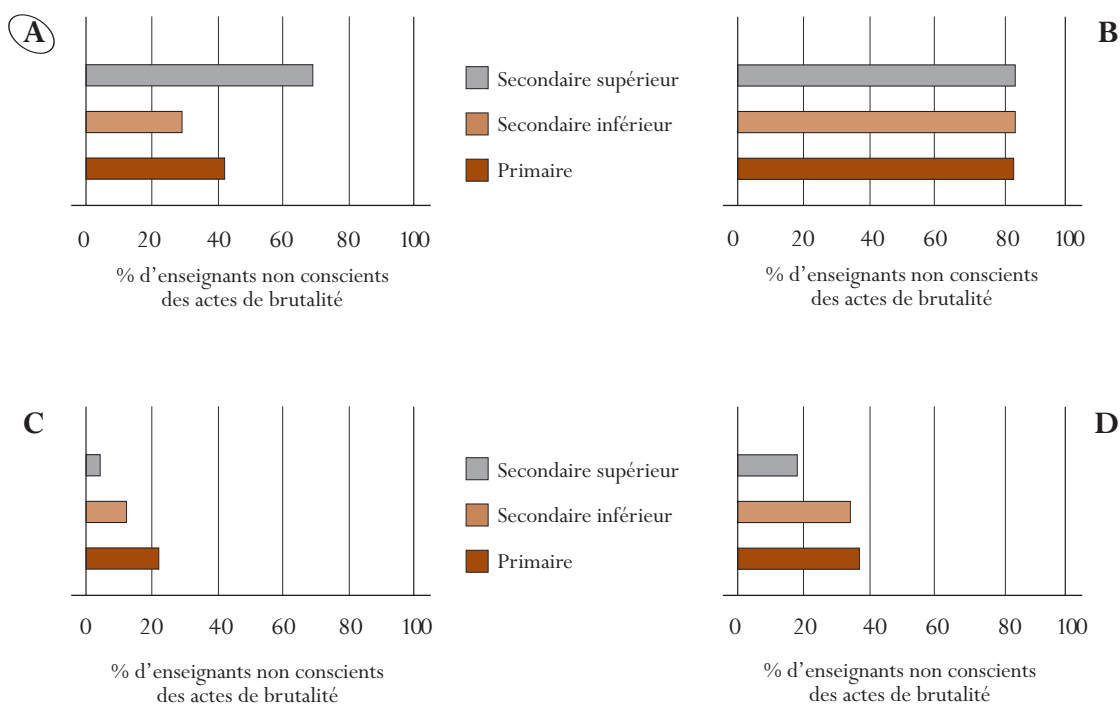 A
Secondaire supérieur
Secondaire inférieur
Primaire
0 20 40 60 80 100
% d'enseignants non conscients
des actes de brutalité
B
0 20 40 60 80 100
% d'enseignants non conscients
des actes de brutalité
C
Secondaire supérieur
Secondaire inférieur
Primaire
0 20 40 60 80 100
% d'enseignants non conscients
des actes de brutalité
D
0 20 40 60 80 100
% d'enseignants non conscients
des actes de brutalité